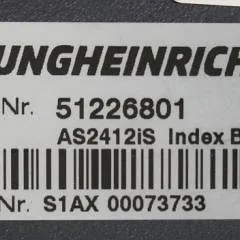 UNGHEINRICH
Nr. 51226801
AS2412iS Index B
Nr. S1AX 00073733